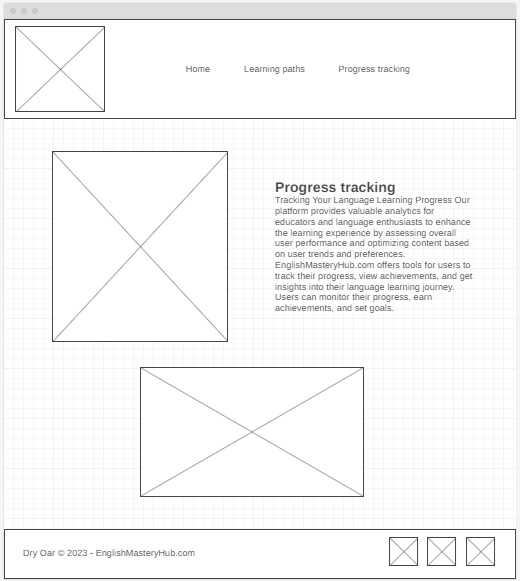 Home Learning paths Progress tracking
Progress tracking
Tracking Your Language Learning Progress Our
platform provides valuable analytics for
educators and language enthusiasts to enhance
the learning experience by assessing overall
user performance and optimizing content based
on user trends and preferences.
EnglishMasteryHub.com offers tools for users to
track their progress, view achievements, and get
insights into their language learning journey.
Users can monitor their progress, earn
achievements, and set goals.
Dry Oar © 2023 - EnglishMasteryHub.com